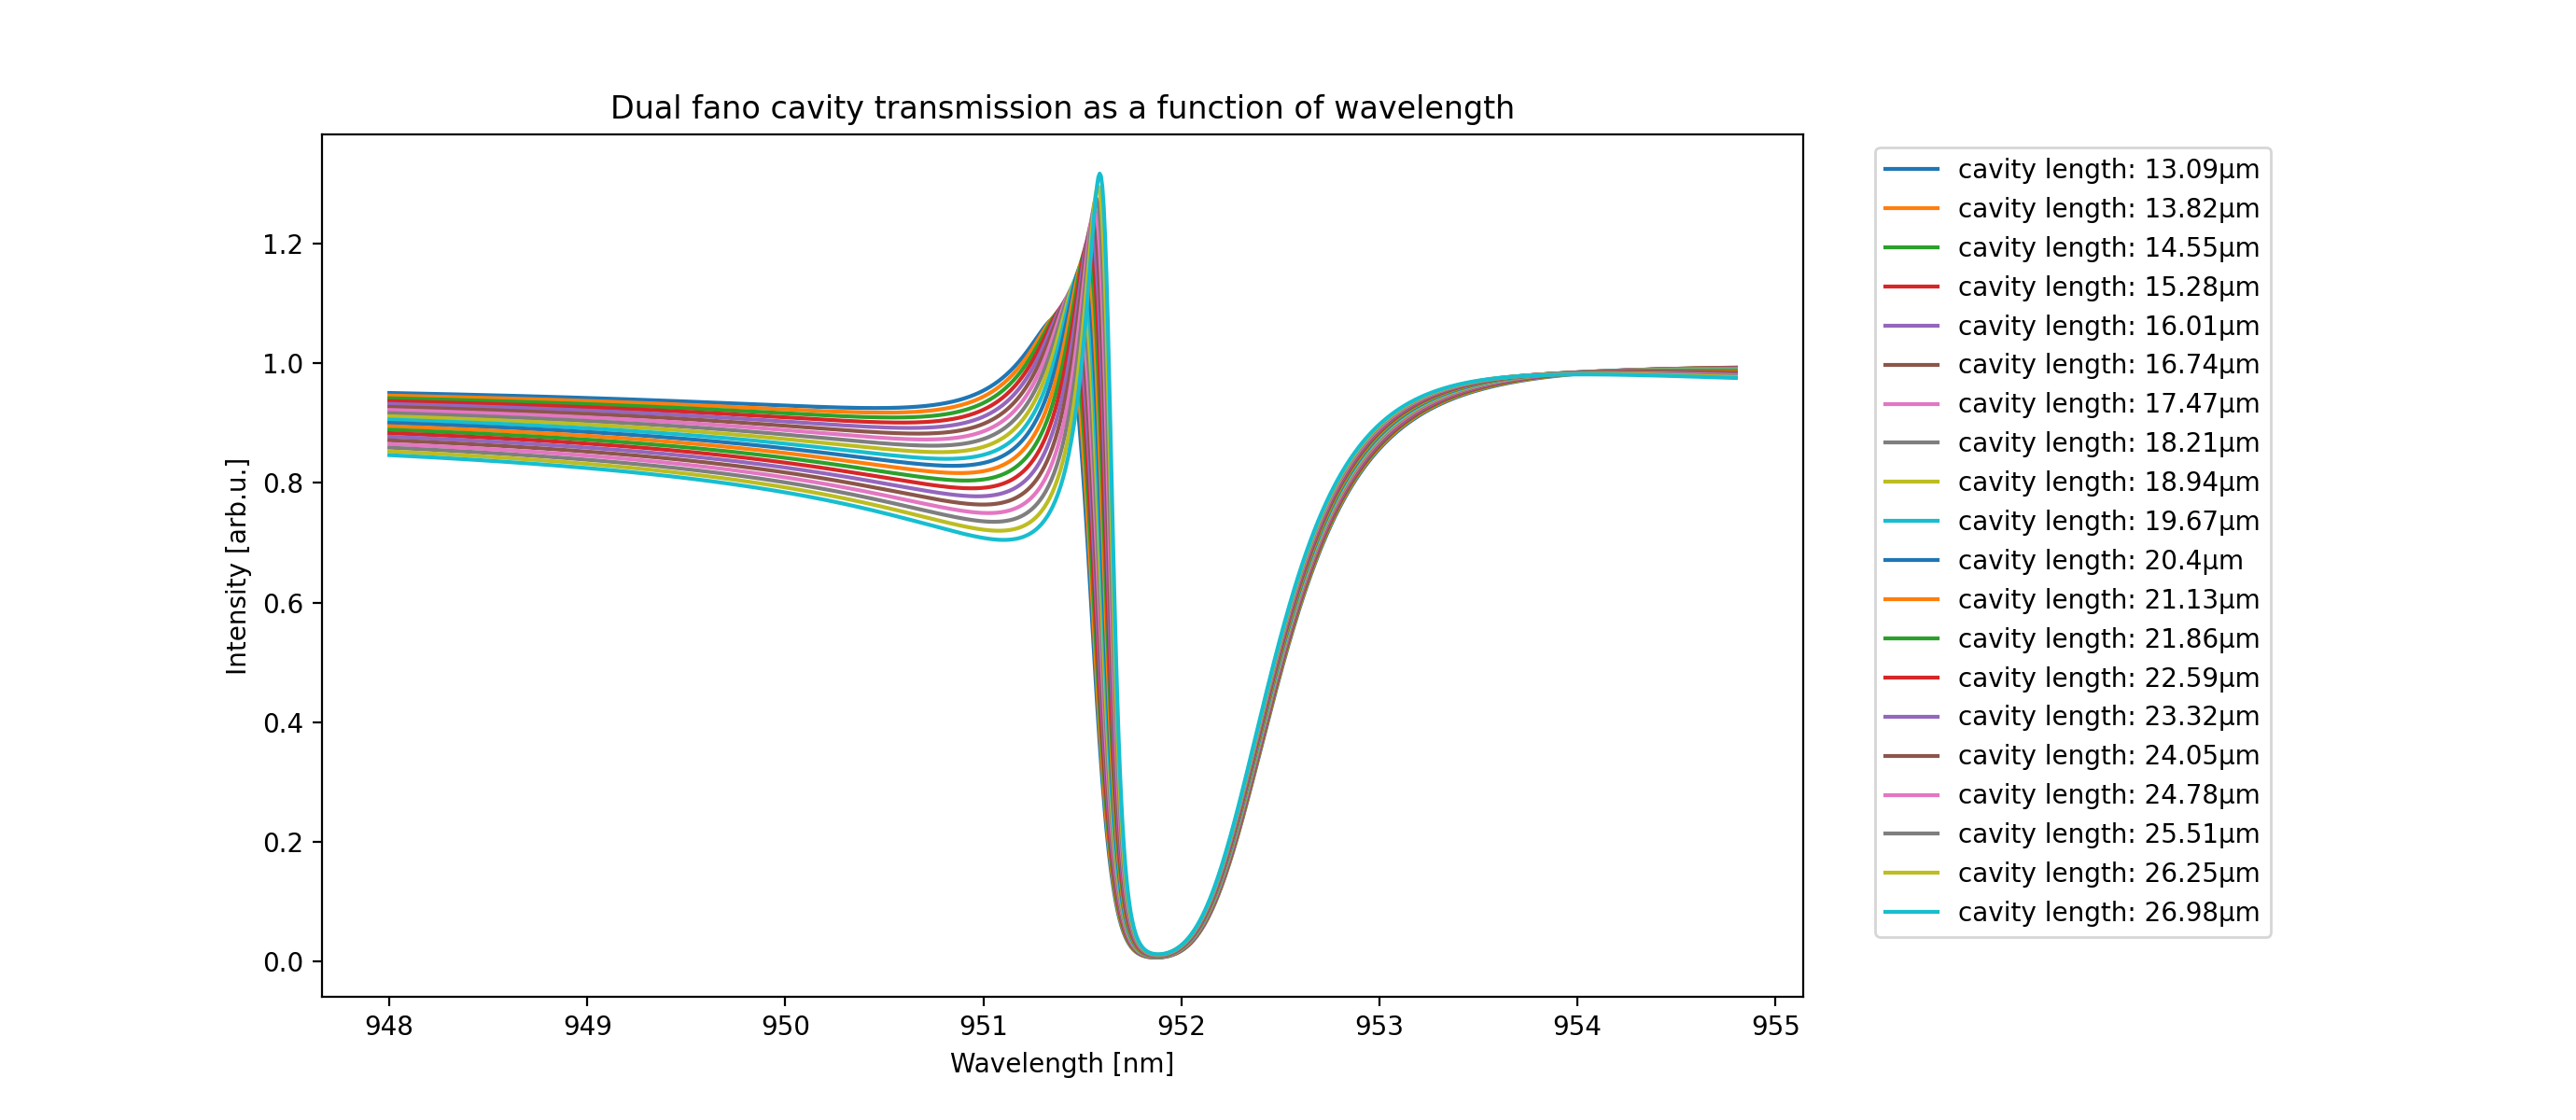 Dual fano cavity transmission as a function of wavelength
Intensity [arb.u.]
1.2
1.0
0.8
0.6
0.4
0.2
0.0
948 949 950 951 952 953 954 955
Wavelength [nm]
cavity length: 13.09µm
cavity length: 13.82µm
cavity length: 14.55µm
cavity length: 15.28µm
cavity length: 16.01µm
cavity length: 16.74µm
cavity length: 17.47µm
cavity length: 18.21µm
cavity length: 18.94µm
cavity length: 19.67µm
cavity length: 20.4µm
cavity length: 21.13µm
cavity length: 21.86µm
cavity length: 22.59µm
cavity length: 23.32µm
cavity length: 24.05µm
cavity length: 24.78µm
cavity length: 25.51µm
cavity length: 26.25µm
cavity length: 26.98µm